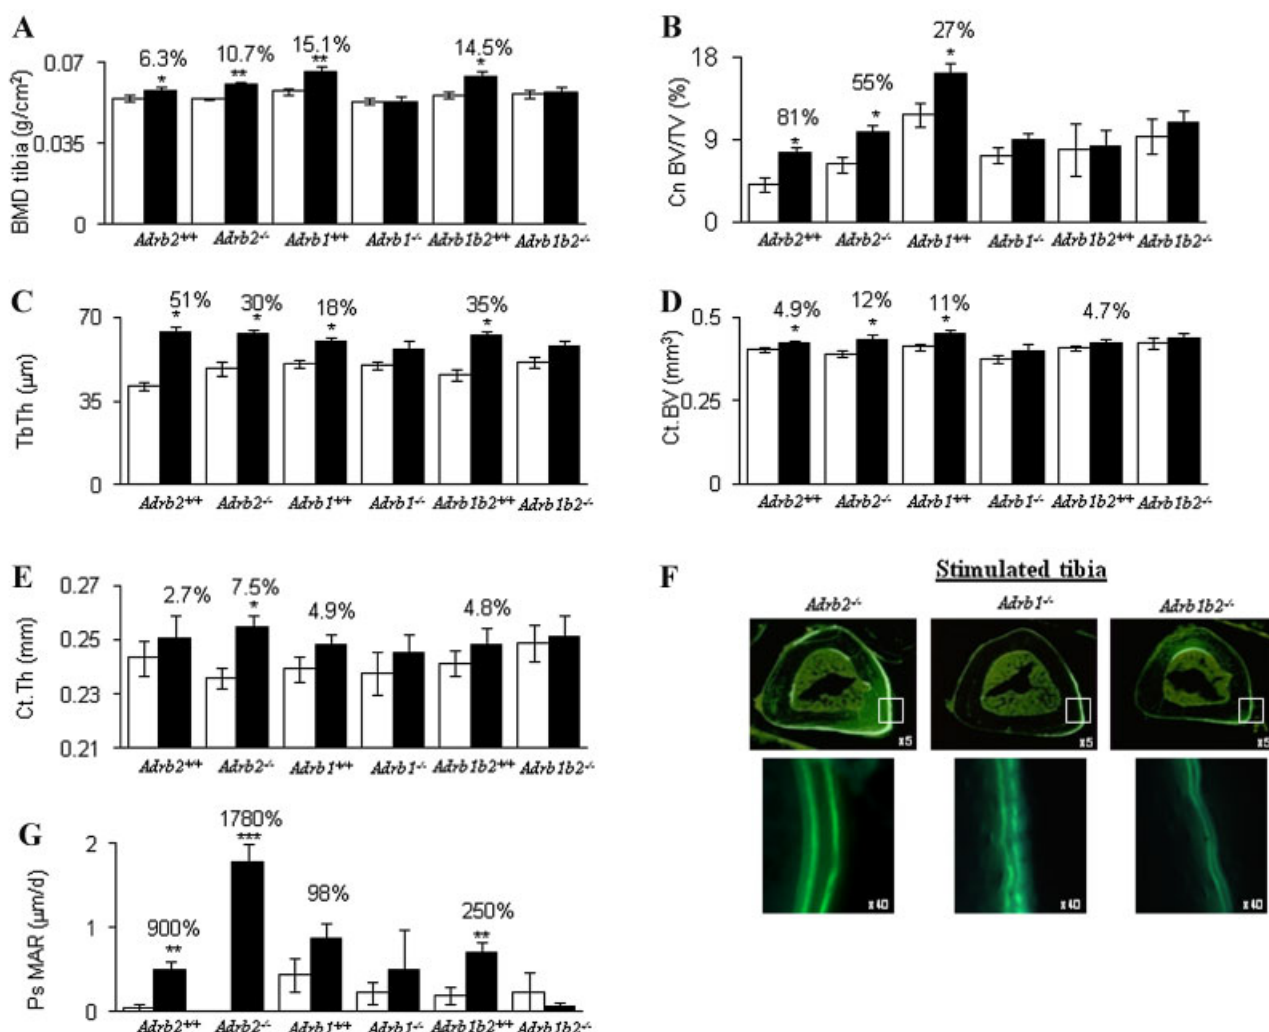 A
6.3% 10.7% 15.1% 14.5%
* ** ** *
BMD tibia (g/cm²)
0.07
0.035
0
Adrb2+/+ Adrb2-/- Adrb1+/+ Adrb1-/- Adrb1b2+/+ Adrb1b2-/-
B
81% 55% 27%
* * *
Cn BV/TV (%)
18
9
0
Adrb2+/+ Adrb2-/- Adrb1+/+ Adrb1-/- Adrb1b2+/+ Adrb1b2-/-
C
51% 30% 18% 35%
* * * *
TbTh (µm)
70
35
0
Adrb2+/+ Adrb2-/- Adrb1+/+ Adrb1-/- Adrb1b2+/+ Adrb1b2-/-
D
4.9% 12% 11% 4.7%
* * *
Ct.BV (mm³)
0.5
0.25
0
Adrb2+/+ Adrb2-/- Adrb1+/+ Adrb1-/- Adrb1b2+/+ Adrb1b2-/-
E
2.7% 7.5% 4.9% 4.8%
*
Ct.Th (mm)
0.27
0.25
0.23
0.21
Adrb2+/+ Adrb2-/- Adrb1+/+ Adrb1-/- Adrb1b2+/+ Adrb1b2-/-
F
Stimulated tibia
Adrb2-/- Adrb1-/- Adrb1b2-/-
x5 x5 x5
x40 x40 x40
G
900% 1780% 98% 250%
** *** **
Ps MAR (µm/d)
2
1
0
Adrb2+/+ Adrb2-/- Adrb1+/+ Adrb1-/- Adrb1b2+/+ Adrb1b2-/-